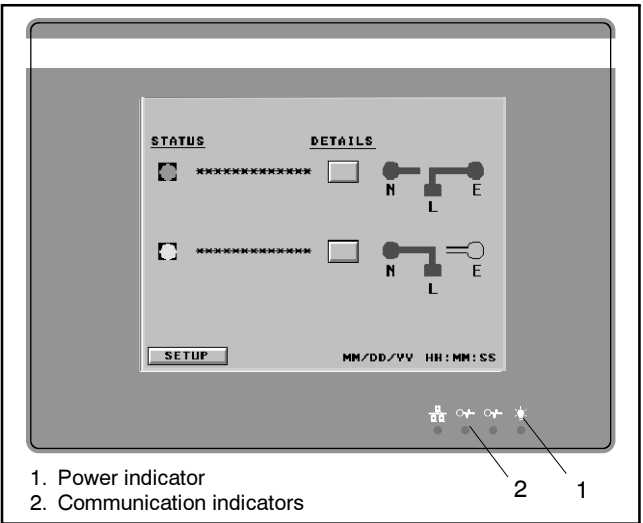 STATUS DETAILS
************* N L E
************* N L E
SETUP MM/DD/YY HH:MM:SS
1. Power indicator
2. Communication indicators
2 1